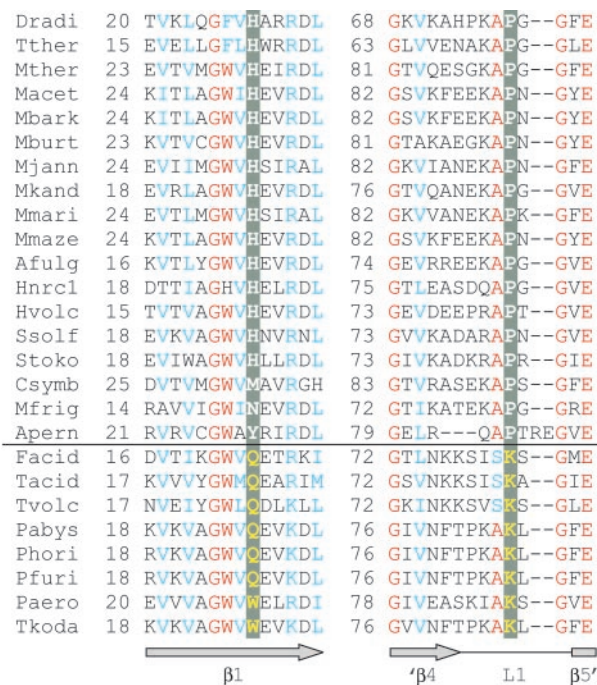 Dradi 20 TVKLQGFVHARRDL 68 GKVKAHPKAPG--GFE
Tther 15 EVELLGFLHWRRDL 63 GLVVENAKAPG--GLE
Mther 23 EVTVMGWVHEIRDL 81 GTVQESGKAPG--GFE
Macet 24 KITLAGWIHEVRDL 82 GSVKFEEKAPN--GYE
Mbark 24 KITLAGWIHEVRDL 82 GSVKFEEKAPN--GYE
Mburt 23 KVTVCGWVHEVRDL 81 GTAKAEGKAPG--GYE
Mjann 24 EVIIMGWVHSIRAL 82 GKVIANEKAPN--GFE
Mkand 18 EVRLAGWVHEVRDL 76 GTVQANEKAPG--GVE
Mmari 24 EVTLMGWVHSIRAL 82 GKVVANEKAPK--GFE
Mmaze 24 KVTLAGWVHEVRDL 82 GSVKFEEKAPN--GYE
Afulg 16 KVTLYGWVHEVRDL 74 GEVRREEKAPG--GVE
Hnrc1 18 DTTIAGHVHELRDL 75 GTLEASDQAPG--GVE
Hvolc 15 TVTVAGWVHEVRDL 73 GEVDEEPRAPT--GVE
Ssolf 18 EVKVAGWVHNVRNL 73 GVVKADARAPN--GVE
Stoko 18 EVIWAGWVHLLRDL 73 GIVKADKRAPR--GIE
Csymb 25 DVTVMGWVMAVRGH 83 GTVRASEKAPS--GFE
Mfrig 14 RAVVIGWINEVRDL 72 GTIKATEKAPG--GRE
Apern 21 RVRVCGWAYRIRDL 79 GELR---QAPTREGVE
Facid 16 DVTIKGWVQETRKI 72 GTLNKKSISKS--GME
Tacid 17 KVVVYGWMQEARIM 72 GSVNKKSISKA--GIE
Tvolc 17 NVEIYGWLQDLKLL 72 GKINKKSVSKS--GLE
Pabys 18 KVKVAGWVQEVKDL 76 GIVNFTPKAKL--GFE
Phori 18 RVKVAGWVQEVKDL 76 GIVNFTPKAKL--GFE
Pfuri 18 RVKVAGWVQEVKDL 76 GIVNFTPKAKL--GFE
Paero 20 EVVVAGWVWELRDI 78 GIVEASKIAKS--GVE
Tkoda 18 KVKVAGWVWEVRDL 76 GVVNFTPKAKL--GFE
β1 'β4 L1 β5'